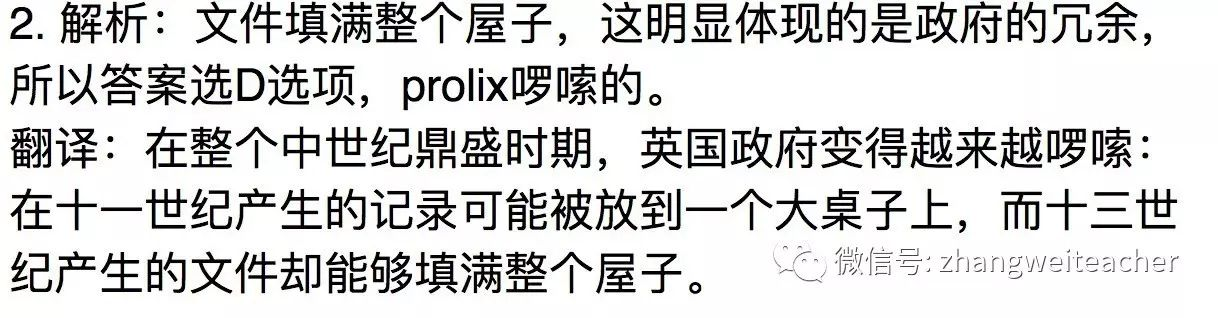 2. 解析：文件填满整个屋子，这明显体现的是政府的冗余，
所以答案选D选项，prolix啰嗦的。
翻译：在整个中世纪鼎盛时期，英国政府变得越来越啰嗦：
在十一世纪产生的记录可能被放到一个大桌子上，而十三世
纪产生的文件却能够填满整个屋子。
微信号: zhangweiteacher